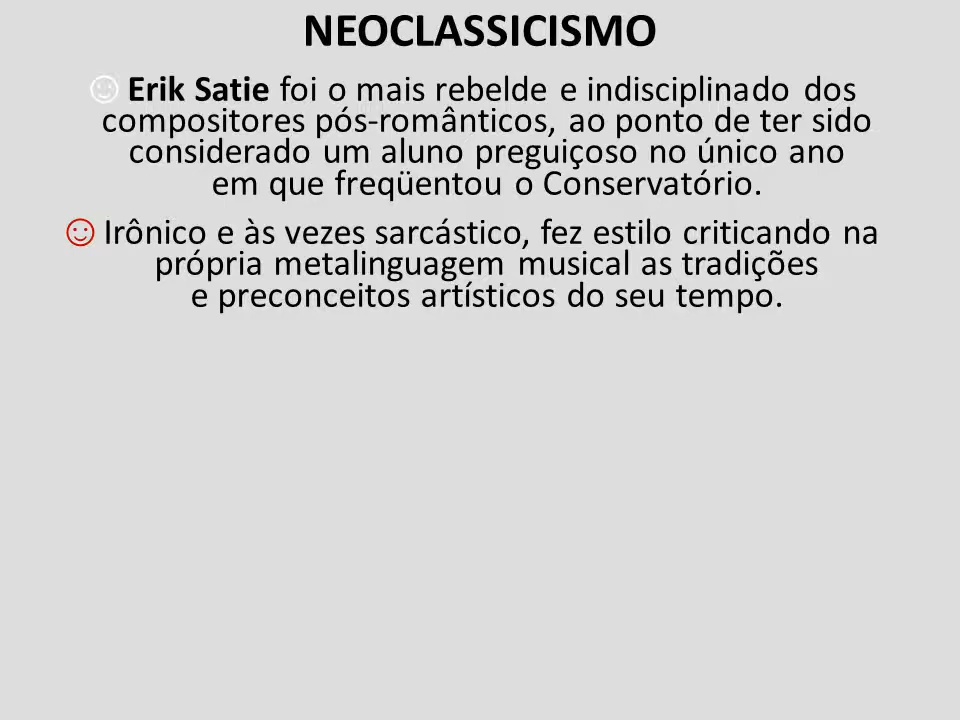 NEOCLASSICISMO
☺Erik Satie foi o mais rebelde e indisciplinado dos
compositores pós-românticos, ao ponto de ter sido
considerado um aluno preguiçoso no único ano
em que freqüentou o Conservatório.
☺Irônico e às vezes sarcástico, fez estilo criticando na
própria metalinguagem musical as tradições
e preconceitos artísticos do seu tempo.